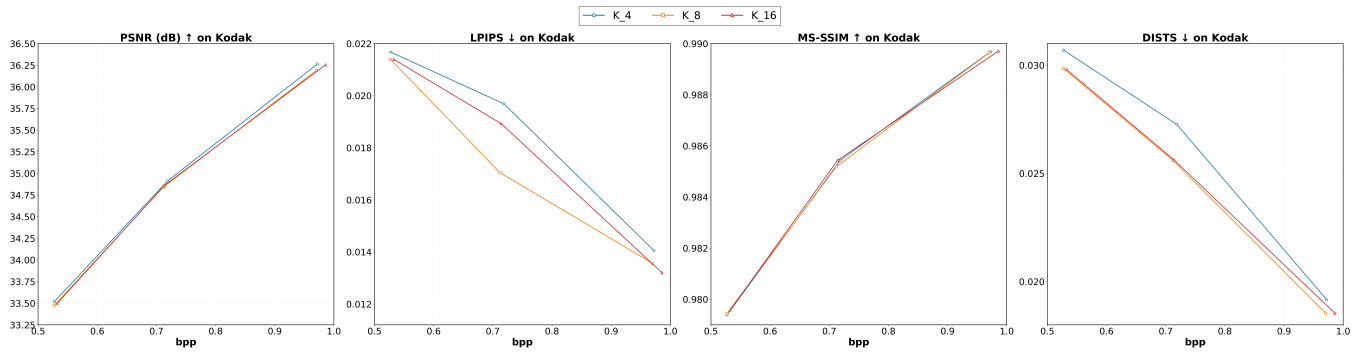 K_4 K_8 K_16
PSNR (dB) ↑ on Kodak
36.50
36.25
36.00
35.75
35.50
35.25
35.00
34.75
34.50
34.25
34.00
33.75
33.50
33.25
0.5 0.6 0.7 0.8 0.9 1.0
bpp
LPIPS ↓ on Kodak
0.022
0.020
0.018
0.016
0.014
0.012
0.5 0.6 0.7 0.8 0.9 1.0
bpp
MS-SSIM ↑ on Kodak
0.990
0.988
0.986
0.984
0.982
0.980
0.5 0.6 0.7 0.8 0.9 1.0
bpp
DISTS ↓ on Kodak
0.030
0.025
0.020
0.5 0.6 0.7 0.8 0.9 1.0
bpp